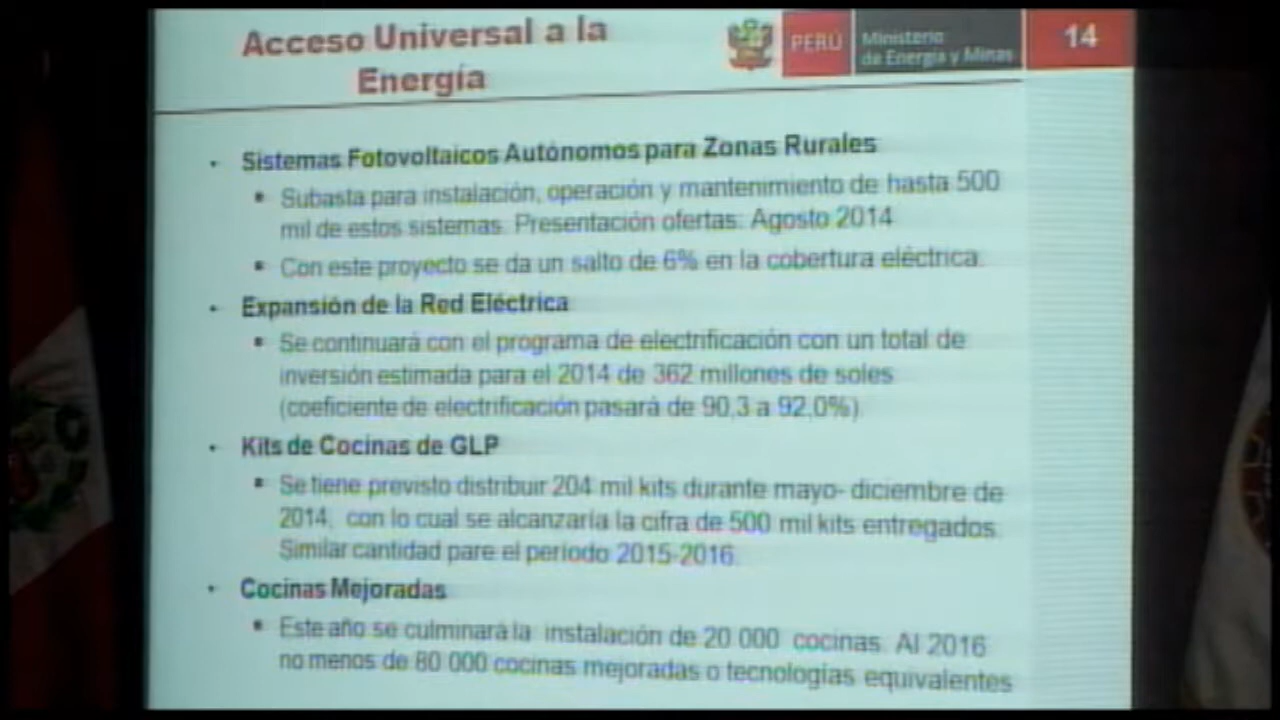 Acceso Universal a la
Energía
PERÚ
Ministerio
de Energía y Minas
14
• Sistemas Fotovoltaicos Autónomos para Zonas Rurales
▪ Subasta para instalación, operación y mantenimiento de hasta 500
mil de estos sistemas. Presentación ofertas: Agosto 2014
▪ Con este proyecto se da un salto de 6% en la cobertura eléctrica.
• Expansión de la Red Eléctrica
▪ Se continuará con el programa de electrificación con un total de
inversión estimada para el 2014 de 362 millones de soles
(coeficiente de electrificación pasará de 90,3 a 92,0%)
• Kits de Cocinas de GLP
▪ Se tiene previsto distribuir 204 mil kits durante mayo- diciembre de
2014, con lo cual se alcanzaría la cifra de 500 mil kits entregados.
Similar cantidad pare el periodo 2015-2016.
• Cocinas Mejoradas
▪ Este año se culminará la instalación de 20 000 cocinas. Al 2016
no menos de 80 000 cocinas mejoradas o tecnologías equivalentes